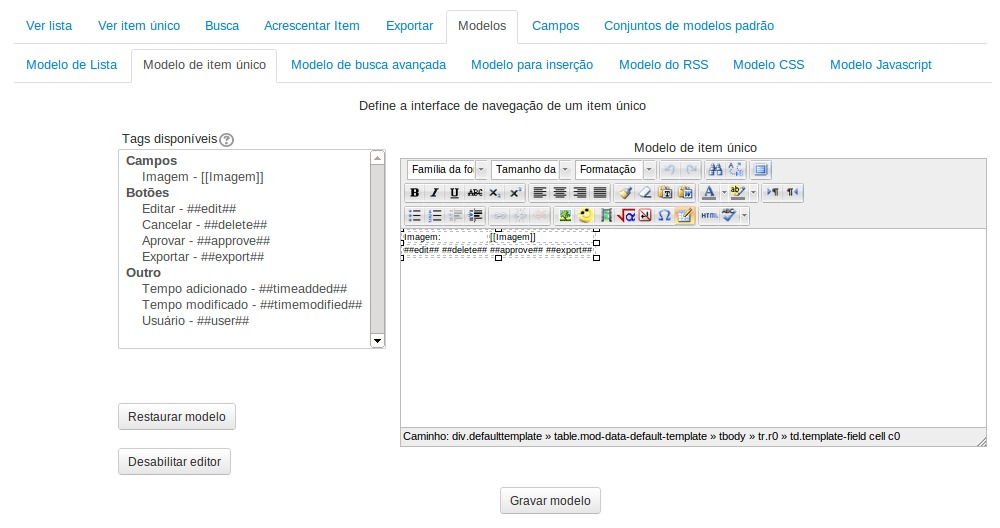 Ver lista Ver item único Busca Acrescentar Item Exportar Modelos Campos Conjuntos de modelos padrão
Modelo de Lista Modelo de item único Modelo de busca avançada Modelo para inserção Modelo do RSS Modelo CSS Modelo Javascript
Define a interface de navegação de um item único
Tags disponíveis
Campos
Imagem - [[Imagem]]
Botões
Editar - ##edit##
Cancelar - ##delete##
Aprovar - ##approve##
Exportar - ##export##
Outro
Tempo adicionado - ##timeadded##
Tempo modificado - ##timemodified##
Usuário - ##user##
Restaurar modelo
Desabilitar editor
Modelo de item único
Família da fo Tamanho da Formatação
B I U ABC X₂ X²
HTML ABC
Imagem: [[Imagem]]
##edit## ##delete## ##approve## ##export##
Caminho: div.defaulttemplate » table.mod-data-default-template » tbody » tr.r0 » td.template-field cell c0
Gravar modelo